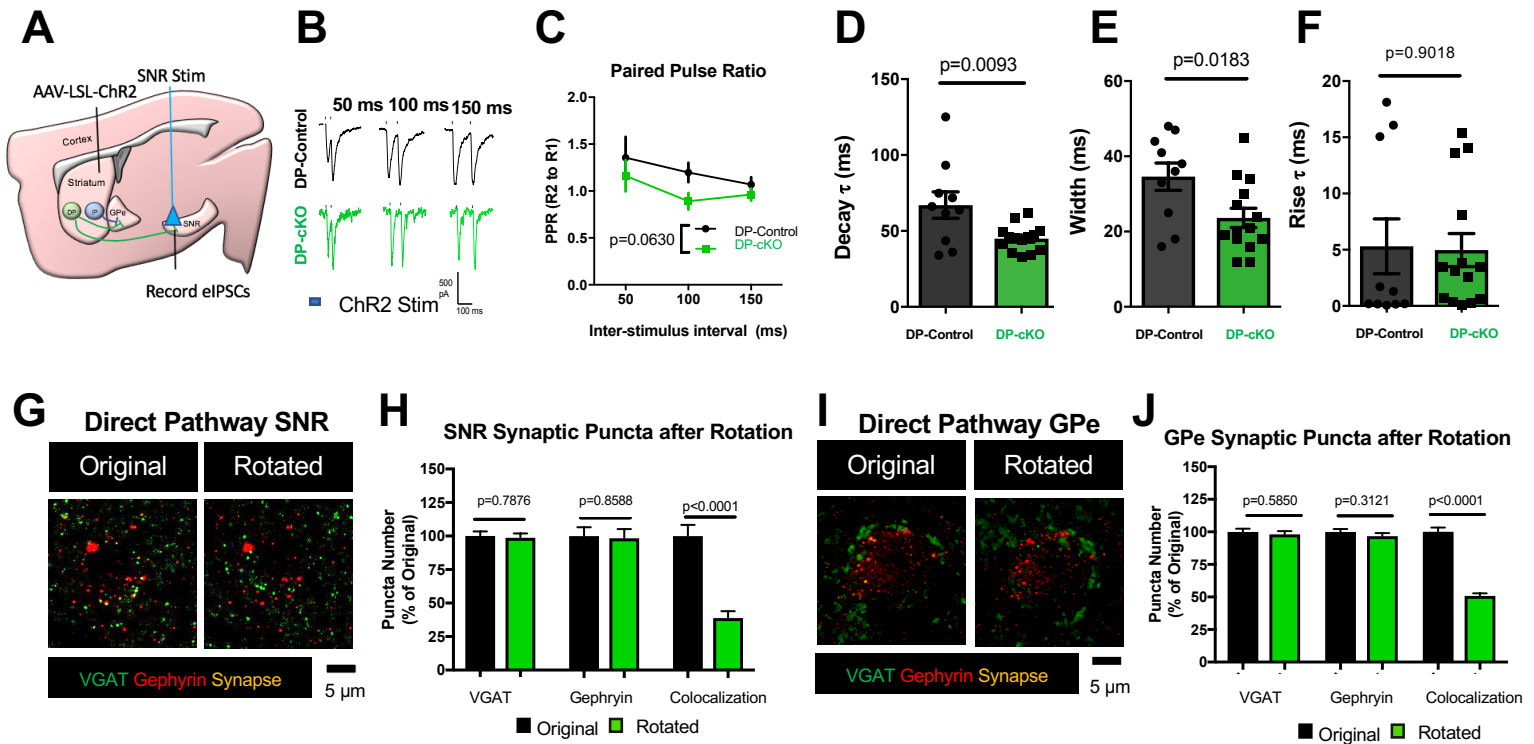 A
SNR Stim
AAV-LSL-ChR2
Cortex
Striatum
DP
IP
GPe
SNR
Record eIPSCs
B
50 ms 100 ms 150 ms
DP-Control
DP-cKO
ChR2 Stim
500
pA
100 ms
C
Paired Pulse Ratio
PPR (R2 to R1)
2.0
1.5
1.0
0.5
0.0
p=0.0630
DP-Control
DP-cKO
50 100 150
Inter-stimulus interval (ms)
D
p=0.0093
Decay τ (ms)
150
100
50
0
DP-Control DP-cKO
E
p=0.0183
Width (ms)
60
40
20
0
DP-Control DP-cKO
F
p=0.9018
Rise τ (ms)
20
15
10
5
0
DP-Control DP-cKO
G
Direct Pathway SNR
Original Rotated
VGAT Gephyrin Synapse
5 µm
H
SNR Synaptic Puncta after Rotation
Puncta Number
(% of Original)
150
125
100
75
50
25
0
p=0.7876 p=0.8588 p<0.0001
VGAT Gephryin Colocalization
Original Rotated
I
Direct Pathway GPe
Original Rotated
VGAT Gephyrin Synapse
5 µm
J
GPe Synaptic Puncta after Rotation
Puncta Number
(% of Original)
150
125
100
75
50
25
0
p=0.5850 p=0.3121 p<0.0001
VGAT Gephryin Colocalization
Original Rotated